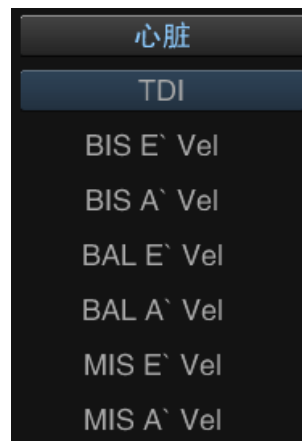 心脏
TDI
BIS E` Vel
BIS A` Vel
BAL E` Vel
BAL A` Vel
MIS E` Vel
MIS A` Vel